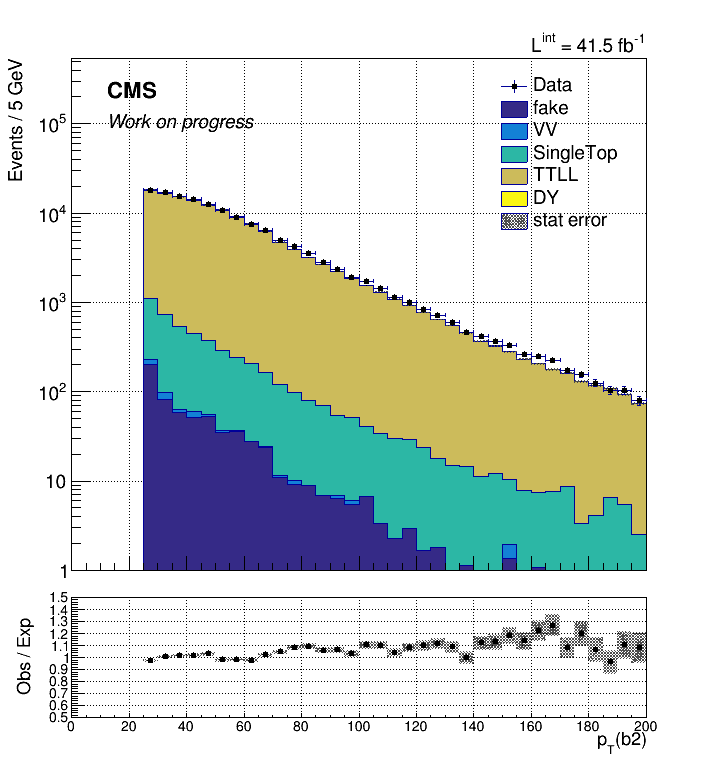 L^int = 41.5 fb^-1
Events / 5 GeV
CMS
Work on progress
Data
fake
VV
SingleTop
TTLL
DY
stat error
10^5
10^4
10^3
10^2
10
1
Obs / Exp
1.5
1.4
1.3
1.2
1.1
1
0.9
0.8
0.7
0.6
0.5
0 20 40 60 80 100 120 140 160 180 200
p_T(b2)